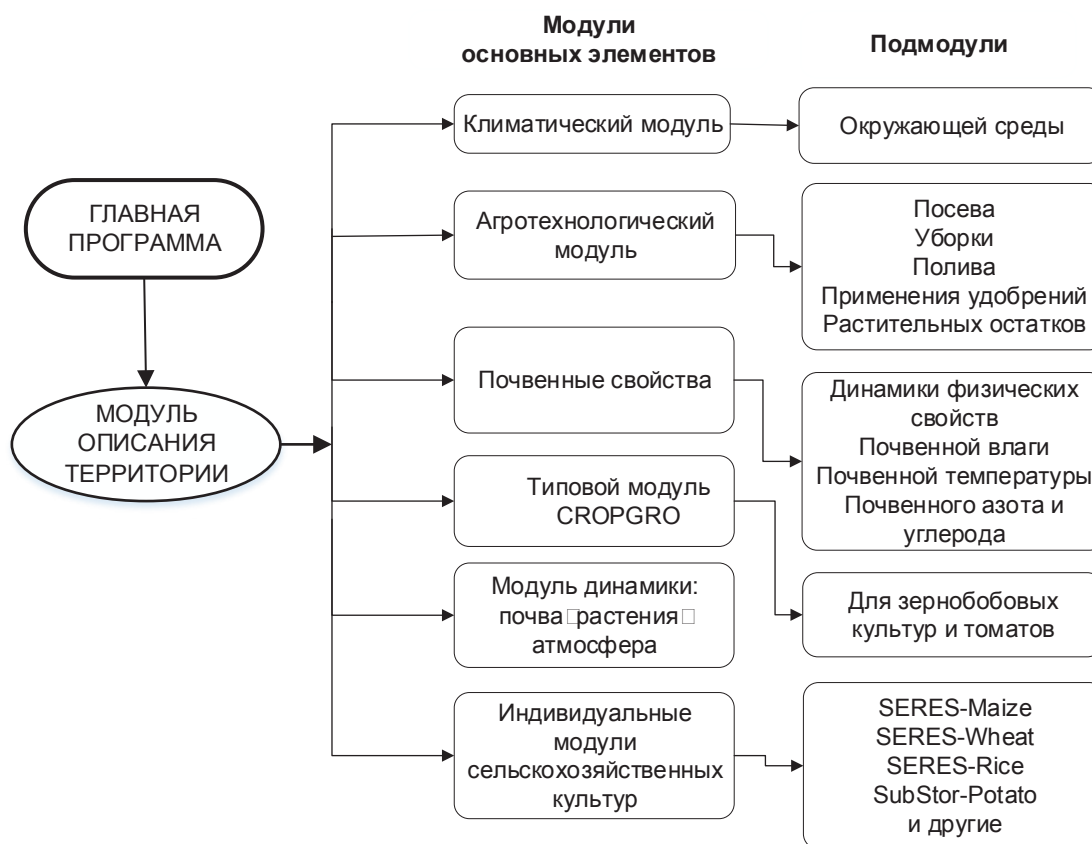 Модули
основных элементов
Подмодули
ГЛАВНАЯ
ПРОГРАММА
МОДУЛЬ
ОПИСАНИЯ
ТЕРРИТОРИИ
Климатический модуль
Окружающей среды
Агротехнологический
модуль
Посева
Уборки
Полива
Применения удобрений
Растительных остатков
Почвенные свойства
Динамики физических
свойств
Почвенной влаги
Почвенной температуры
Почвенного азота и
углерода
Типовой модуль
CROPGRO
Для зернобобовых
культур и томатов
Модуль динамики:
почва□растения□
атмосфера
Индивидуальные
модули
сельскохозяйственных
культур
SERES-Maize
SERES-Wheat
SERES-Rice
SubStor-Potato
и другие